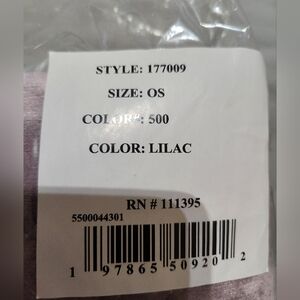 STYLE: 177009
SIZE: OS
COLOR#: 500
COLOR: LILAC
RN # 111395
5500044301
1 97865 50920 2